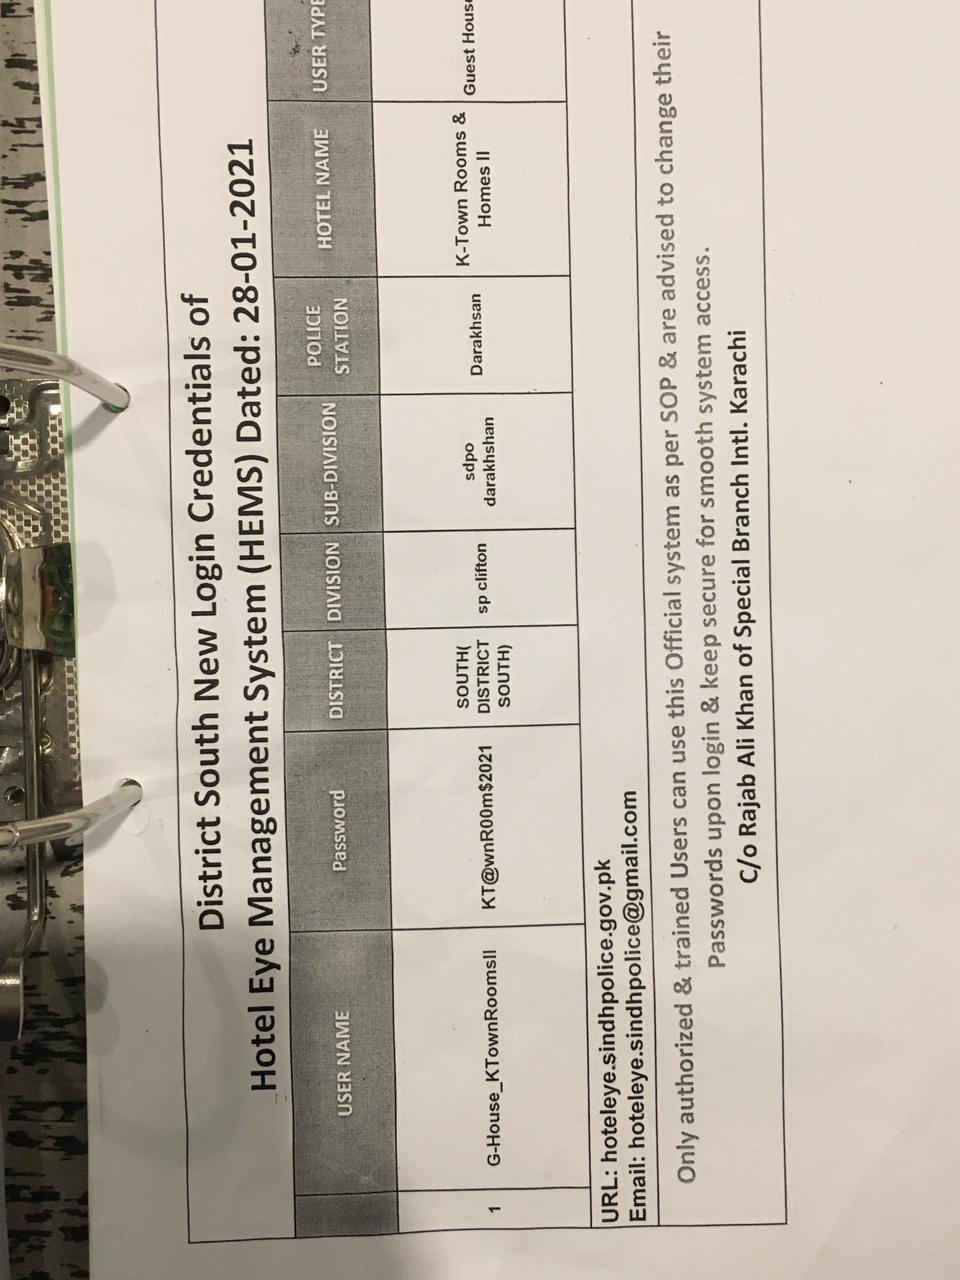 District South New Login Credentials of
Hotel Eye Management System (HEMS) Dated: 28-01-2021
USER NAME Password DISTRICT DIVISION SUB-DIVISION POLICE STATION HOTEL NAME USER TYPE
1 G-House_KTownRoomsII KT@wnR00m$2021 SOUTH( DISTRICT SOUTH) sp clifton sdpo darakhshan Darakhsan K-Town Rooms & Homes II Guest House
URL: hoteleye.sindhpolice.gov.pk
Email: hoteleye.sindhpolice@gmail.com
Only authorized & trained Users can use this Official system as per SOP & are advised to change their
Passwords upon login & keep secure for smooth system access.
C/o Rajab Ali Khan of Special Branch Intl. Karachi